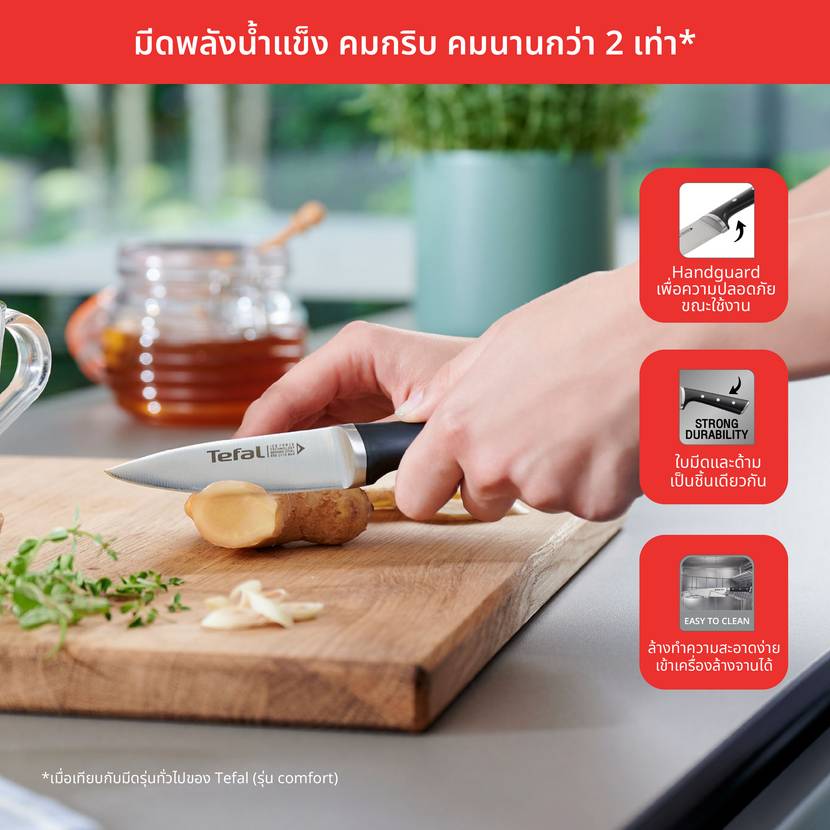 มีดพลังน้ำแข็ง คมกริบ คมนานกว่า 2 เท่า*
Handguard
เพื่อความปลอดภัย
ขณะใช้งาน
Tefal
STRONG
DURABILITY
ใบมีดและด้าม
เป็นชิ้นเดียวกัน
EASY TO CLEAN
ล้างทำความสะอาดง่าย
เข้าเครื่องล้างจานได้
*เมื่อเทียบกับมีดรุ่นทั่วไปของ Tefal (รุ่น comfort)